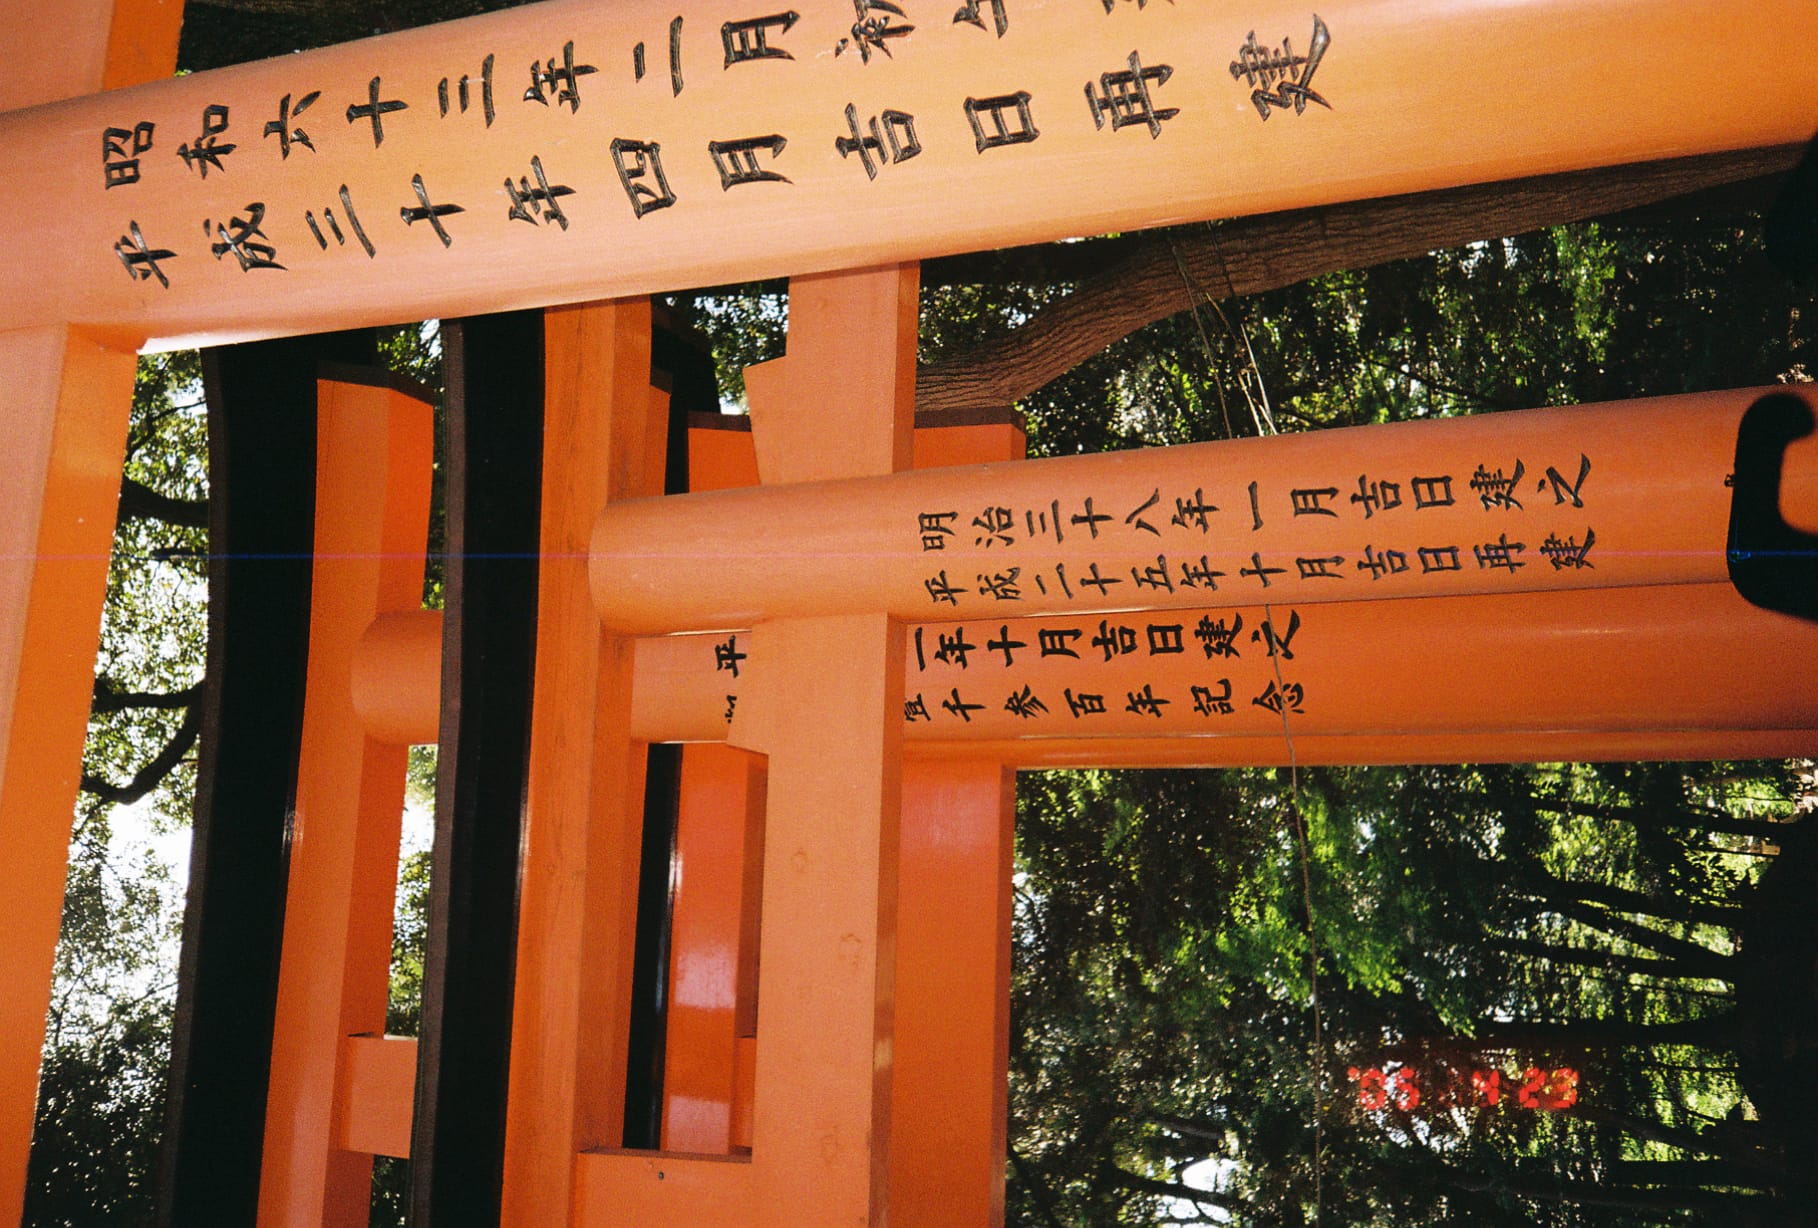 昭和六十三年二月初午
平成三十年四月吉日再建
明治三十八年一月吉日建之
平成二十五年十月吉日再建
平
一年十月吉日建之
壹千参百年記念